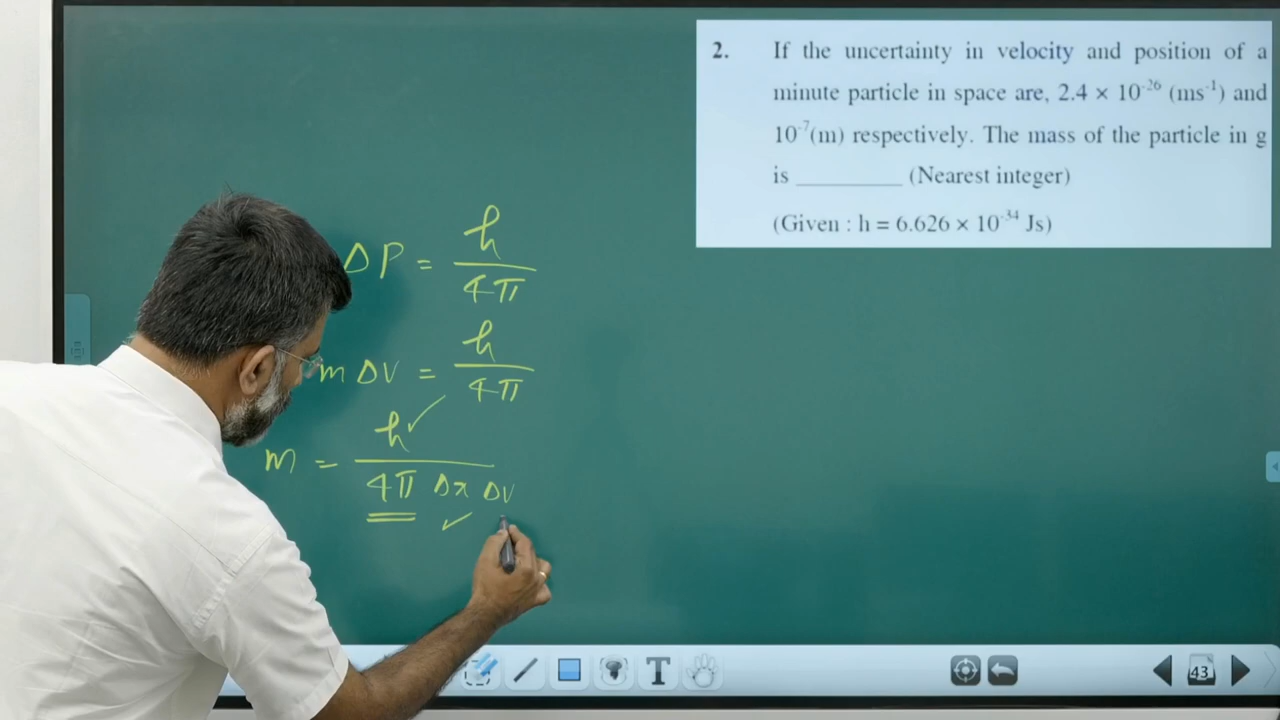 2. If the uncertainty in velocity and position of a
minute particle in space are, 2.4 × 10⁻²⁶ (ms⁻¹) and
10⁻⁷(m) respectively. The mass of the particle in g
is ________ (Nearest integer)
(Given : h = 6.626 × 10⁻³⁴ Js)
ΔP = h/4π
mΔV = h/4π
m = h/4π Δx ΔV
T
43